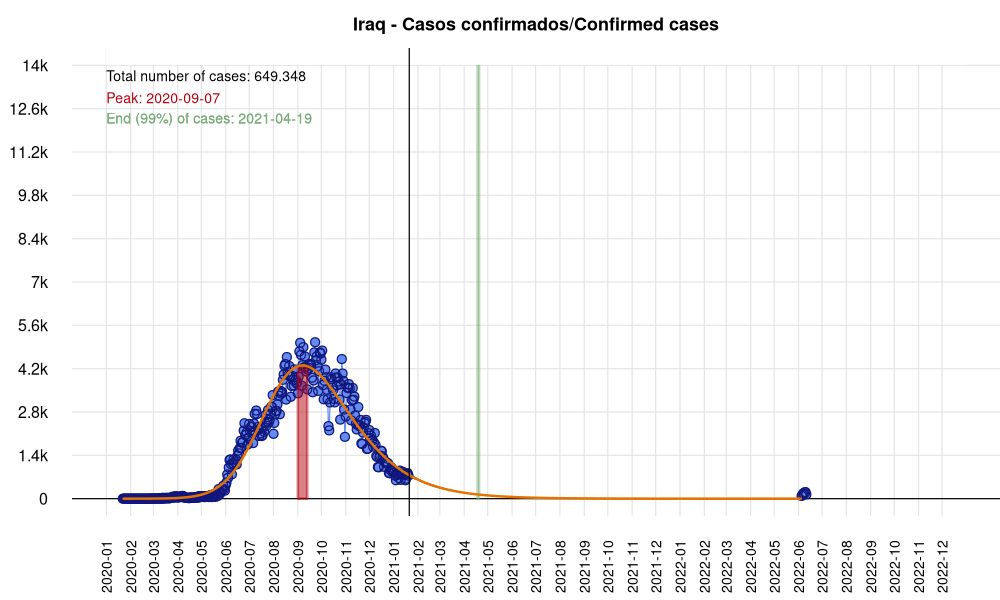 Iraq - Casos confirmados/Confirmed cases
Total number of cases: 649.348
Peak: 2020-09-07
End (99%) of cases: 2021-04-19
14k
12.6k
11.2k
9.8k
8.4k
7k
5.6k
4.2k
2.8k
1.4k
0
2020-01
2020-02
2020-03
2020-04
2020-05
2020-06
2020-07
2020-08
2020-09
2020-10
2020-11
2020-12
2021-01
2021-02
2021-03
2021-04
2021-05
2021-06
2021-07
2021-08
2021-09
2021-10
2021-11
2021-12
2022-01
2022-02
2022-03
2022-04
2022-05
2022-06
2022-07
2022-08
2022-09
2022-10
2022-11
2022-12